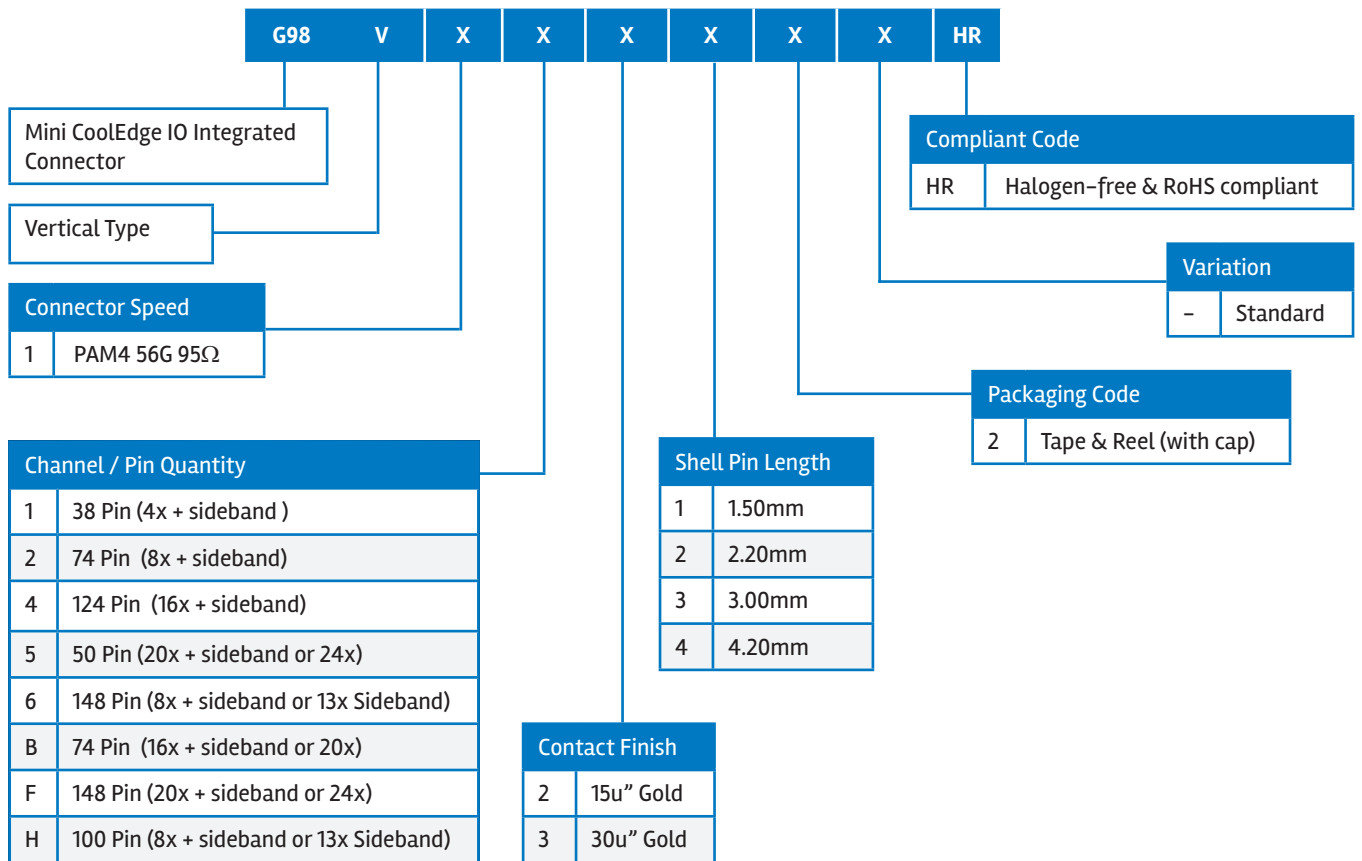 G98 V X X X X X X HR
Mini CoolEdge IO Integrated
Connector
Vertical Type
Connector Speed
1 PAM4 56G 95Ω
Channel / Pin Quantity
1 38 Pin (4x + sideband )
2 74 Pin (8x + sideband)
4 124 Pin (16x + sideband)
5 50 Pin (20x + sideband or 24x)
6 148 Pin (8x + sideband or 13x Sideband)
B 74 Pin (16x + sideband or 20x)
F 148 Pin (20x + sideband or 24x)
H 100 Pin (8x + sideband or 13x Sideband)
Contact Finish
2 15u” Gold
3 30u” Gold
Shell Pin Length
1 1.50mm
2 2.20mm
3 3.00mm
4 4.20mm
Packaging Code
2 Tape & Reel (with cap)
Variation
– Standard
Compliant Code
HR Halogen-free & RoHS compliant